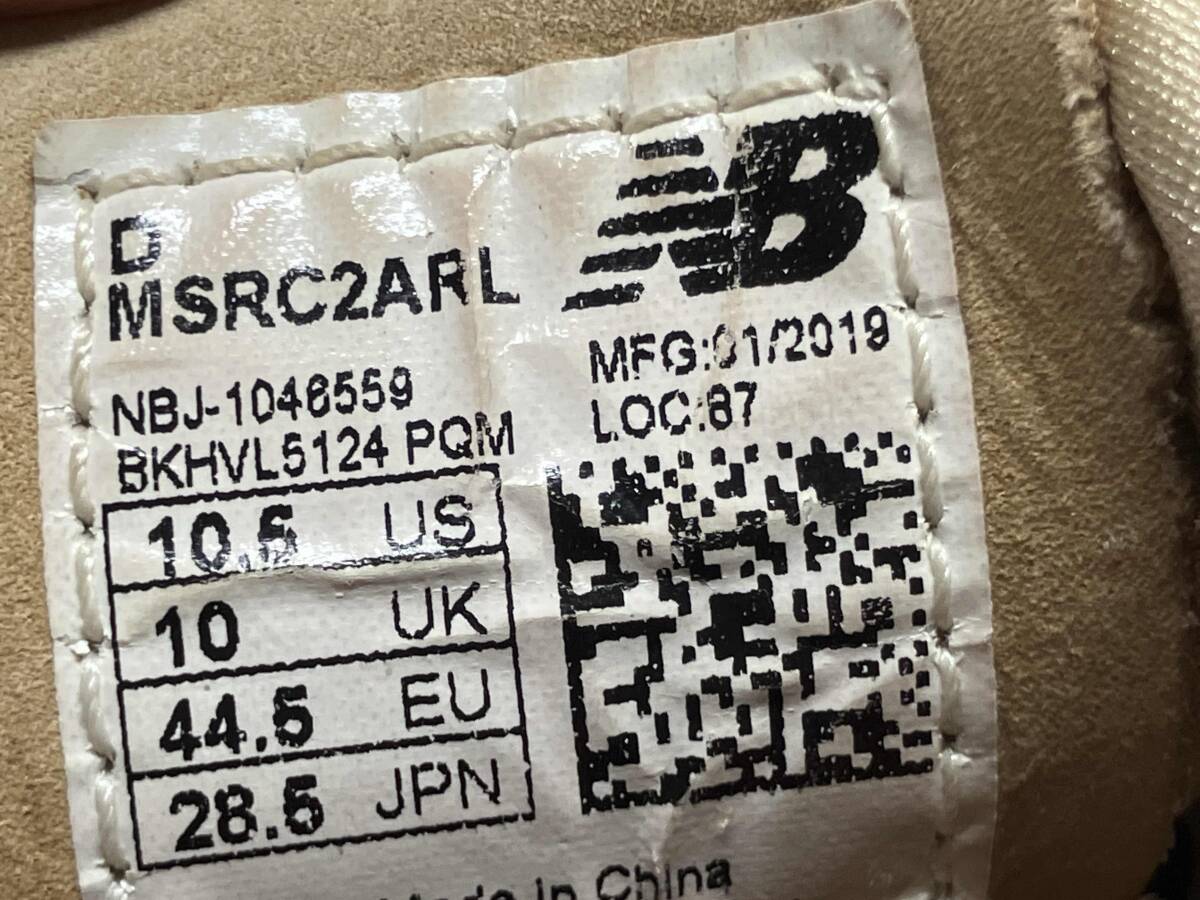 D
MSRC2ARL
NBJ-1046559
BKHVL5124 PQM
NB
MFG:01/2019
LOC:87
10.5 US
10 UK
44.5 EU
28.5 JPN
Made in China